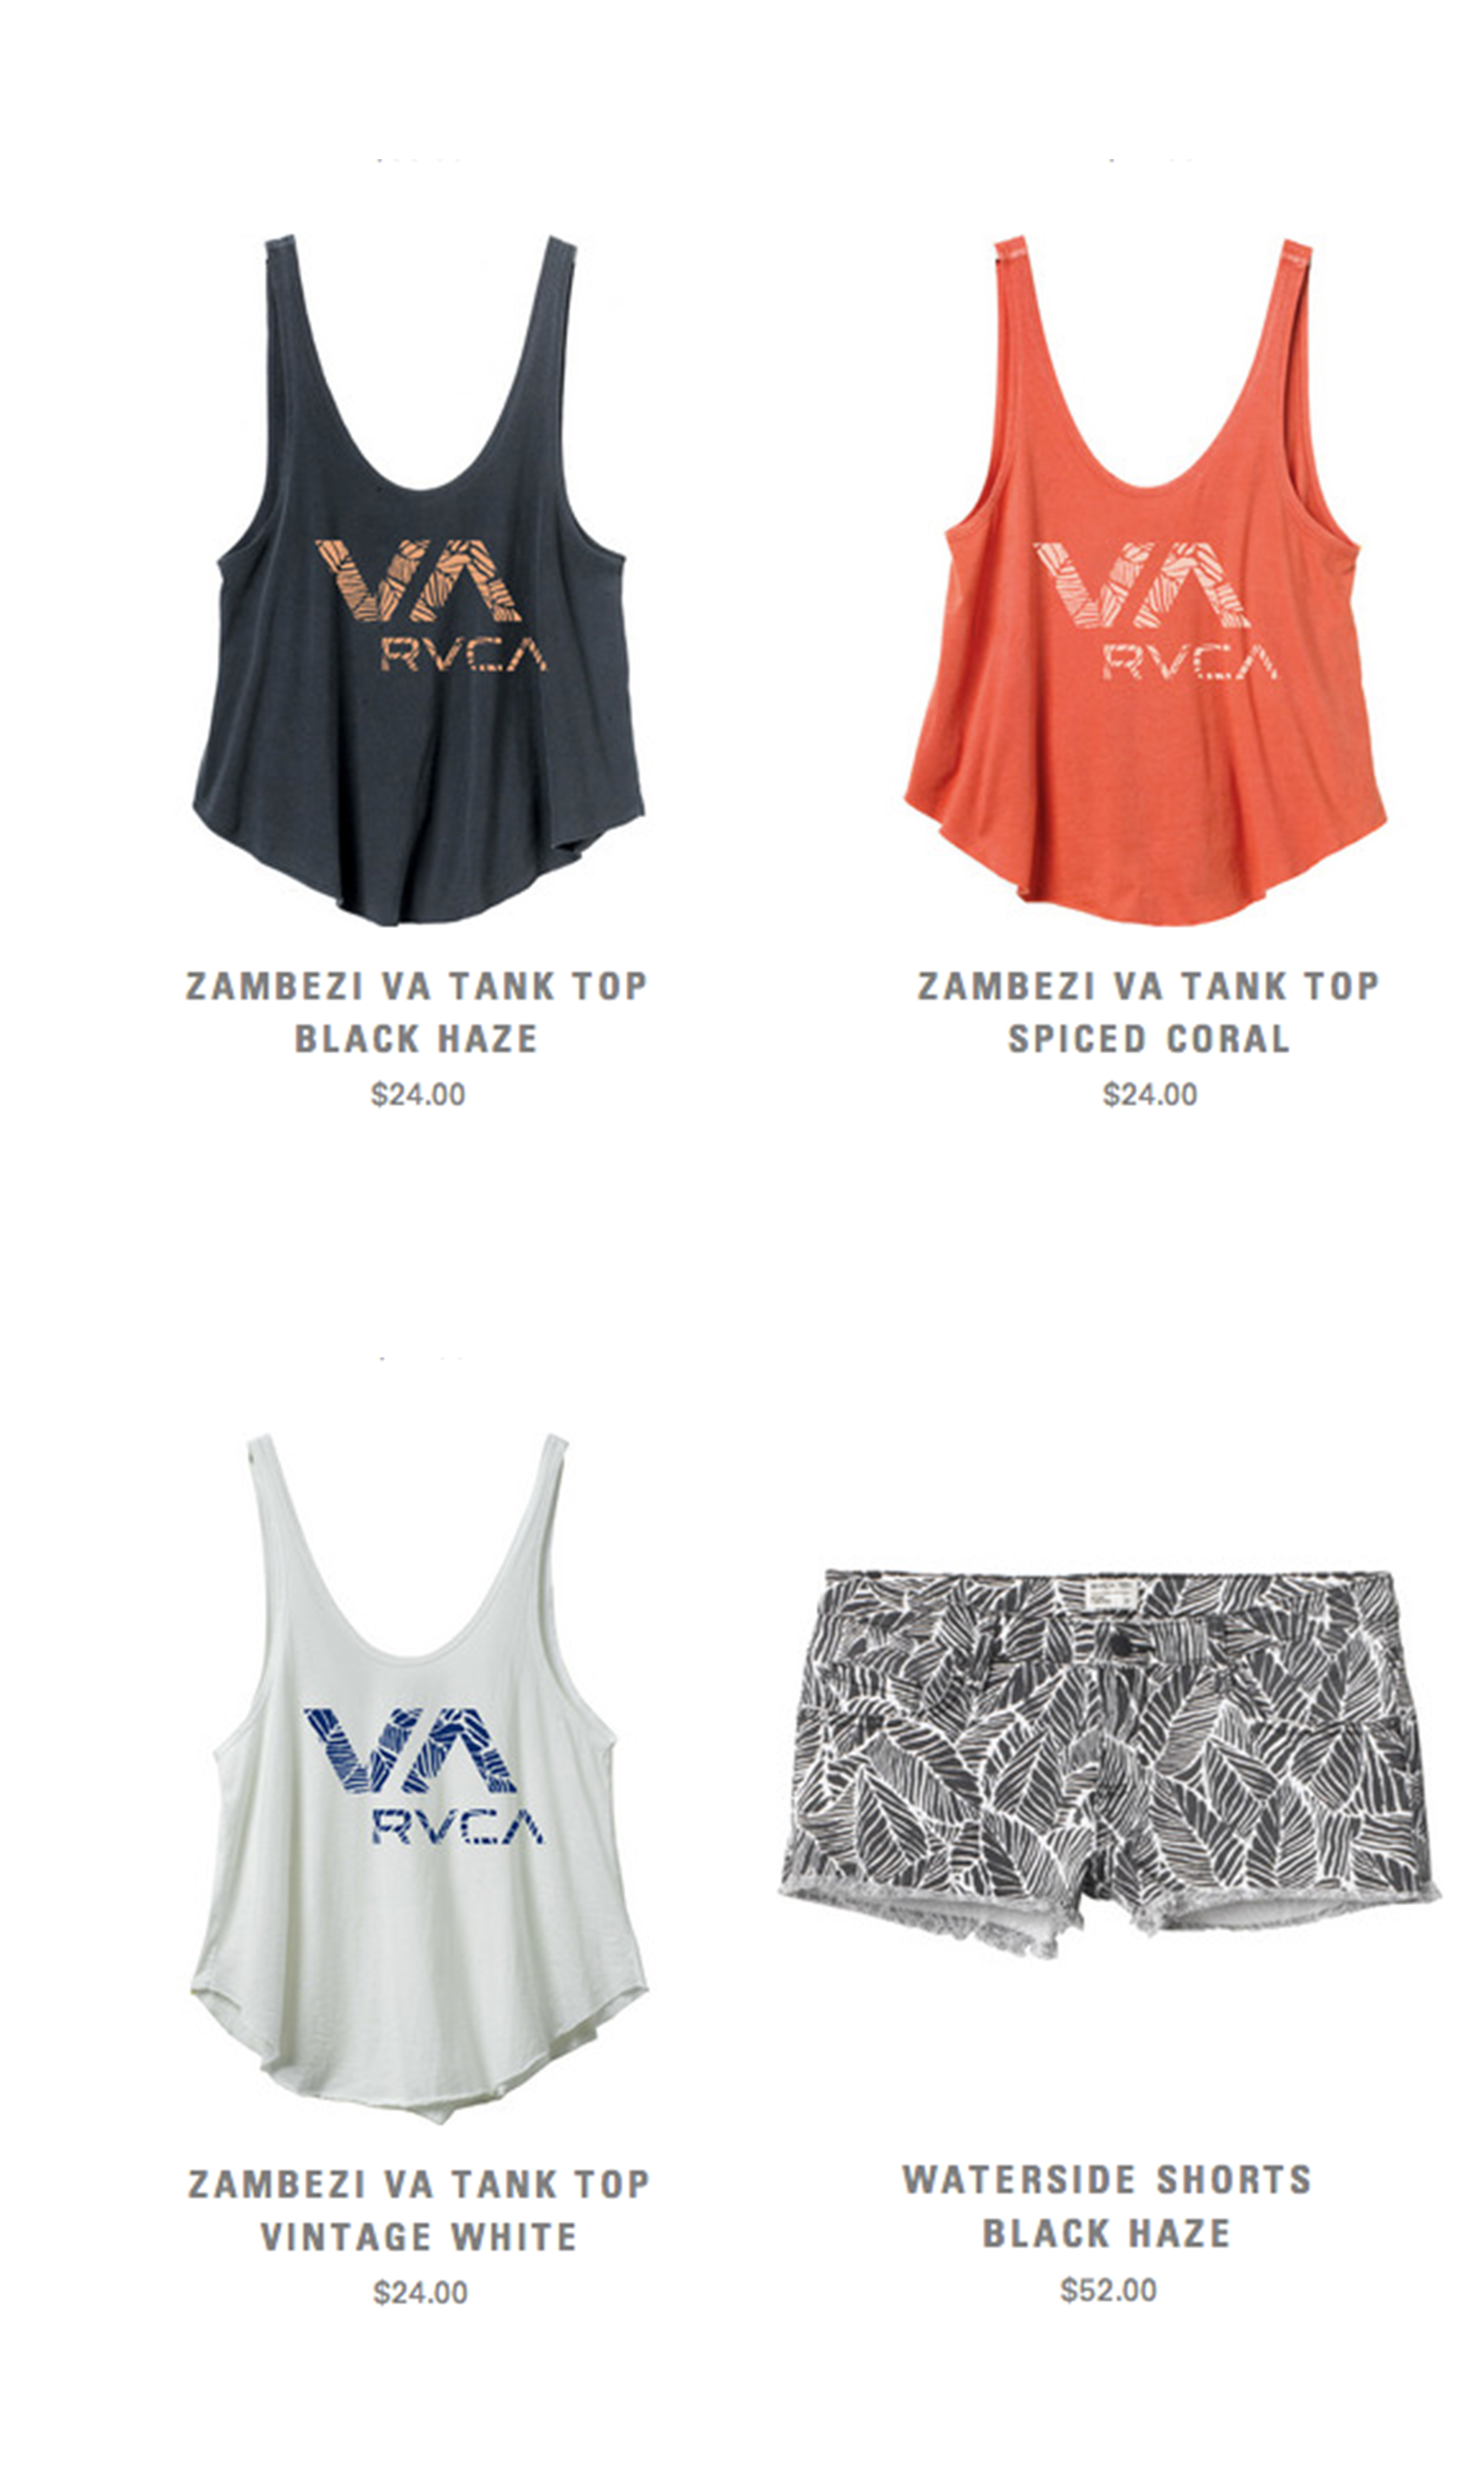 VA
RVCA
VA
RVCA
ZAMBEZI VA TANK TOP
BLACK HAZE
$24.00
ZAMBEZI VA TANK TOP
SPICED CORAL
$24.00
VA
RVCA
ZAMBEZI VA TANK TOP
VINTAGE WHITE
$24.00
WATERSIDE SHORTS
BLACK HAZE
$52.00